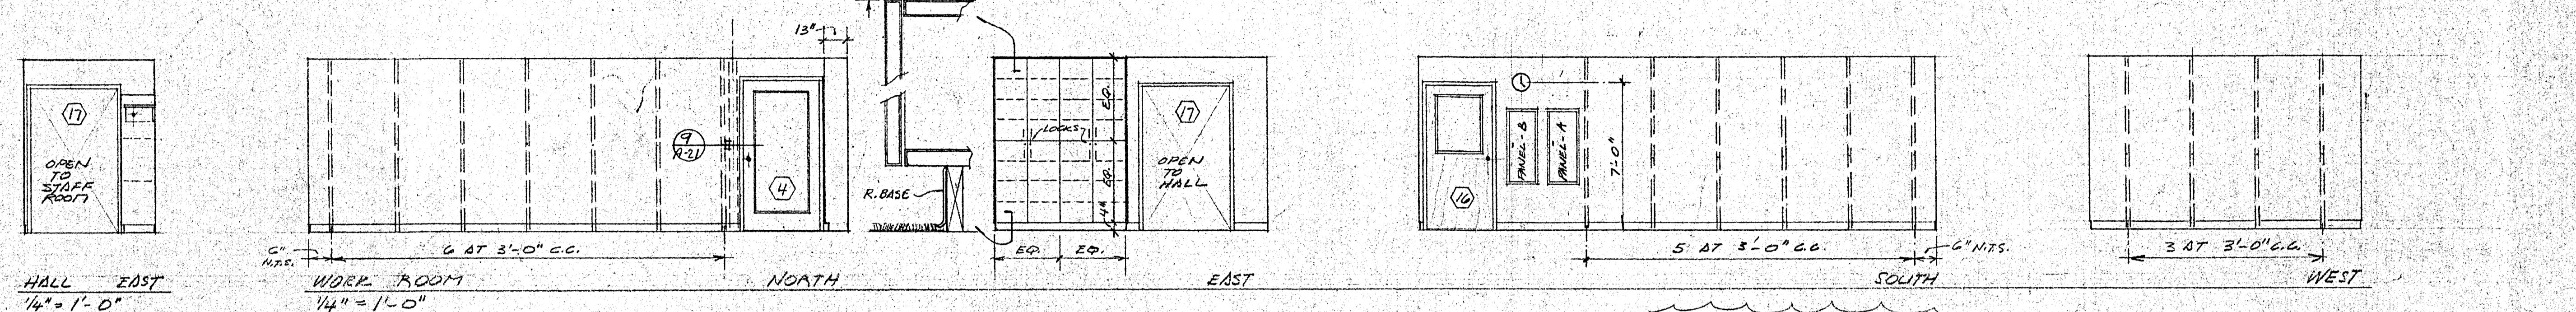 17
OPEN
TO
STAFF
ROOM
HALL EAST
1/4" = 1'-0"
6"
N.T.S.
6 AT 3'-0" C.C.
9
A-21
13"
4
WORK ROOM NORTH
1/4" = 1'-0"
R. BASE
LOCKS
EQ.
EQ.
4"
EQ. EQ.
17
OPEN
TO
HALL
EAST
16
PANEL-B
PANEL-A
7'-0"
5 AT 3'-0" C.C.
6" N.T.S.
SOUTH
3 AT 3'-0" C.C.
WEST